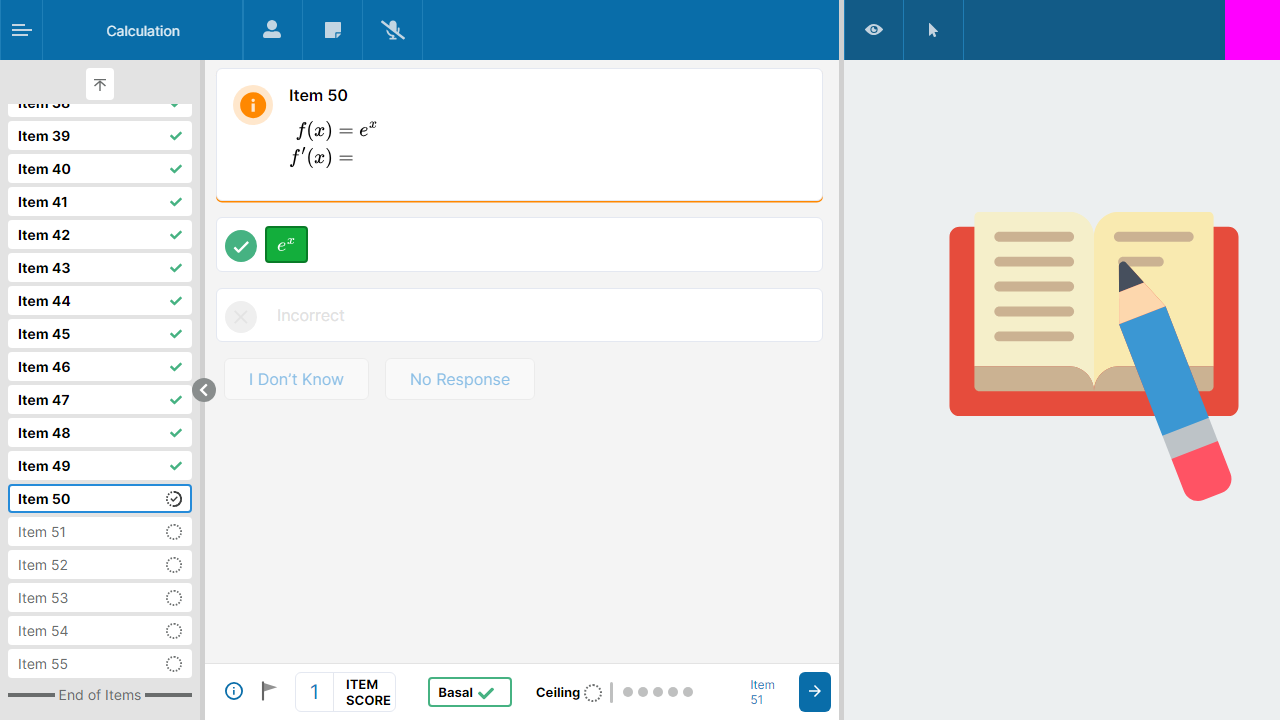 Calculation
Item 38
Item 39
Item 40
Item 41
Item 42
Item 43
Item 44
Item 45
Item 46
Item 47
Item 48
Item 49
Item 50
Item 51
Item 52
Item 53
Item 54
Item 55
End of Items
Item 50
f(x) = e^x
f′(x) =
e^x
Incorrect
I Don’t Know
No Response
1
ITEM
SCORE
Basal
Ceiling
Item
51